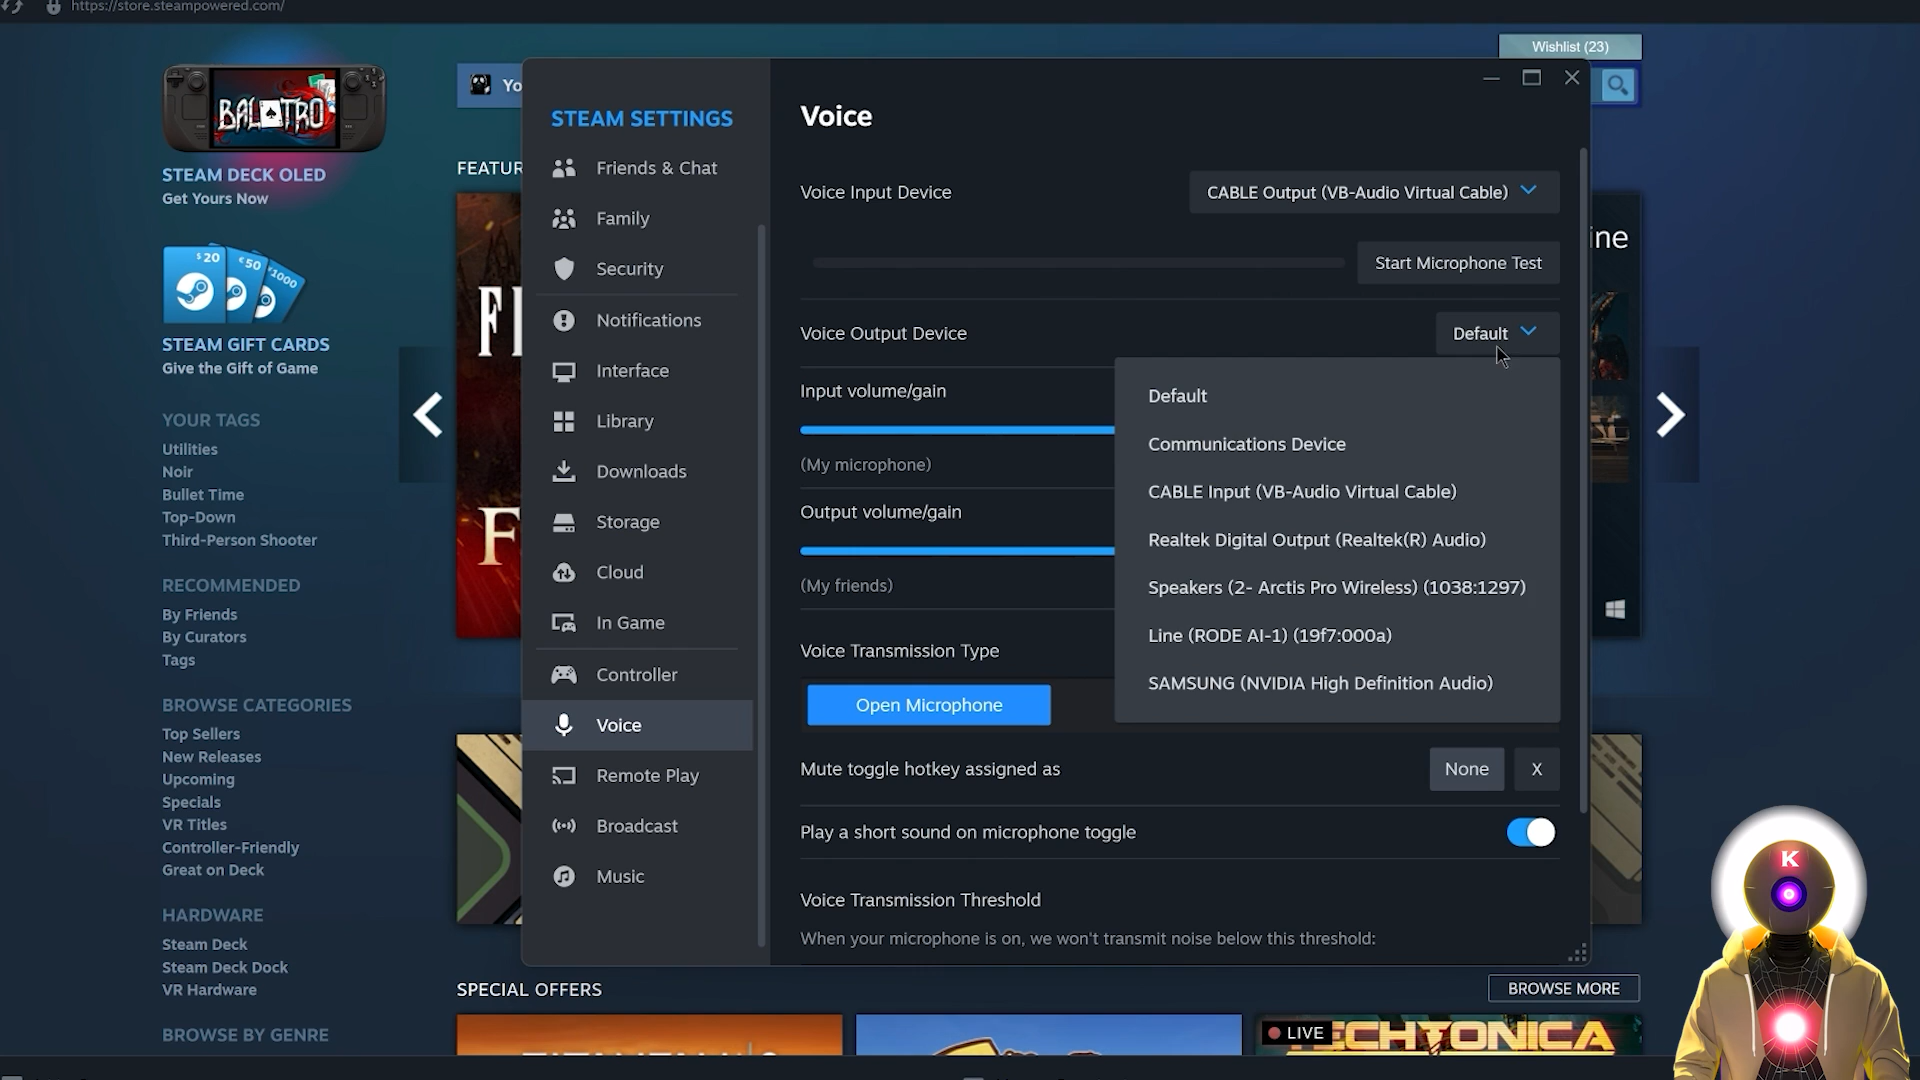 https://store.steampowered.com/
Wishlist (23)
BALATRO
STEAM DECK OLED
Get Yours Now
$20
€50
¥1000
STEAM GIFT CARDS
Give the Gift of Game
YOUR TAGS
Utilities
Noir
Bullet Time
Top-Down
Third-Person Shooter
RECOMMENDED
By Friends
By Curators
Tags
BROWSE CATEGORIES
Top Sellers
New Releases
Upcoming
Specials
VR Titles
Controller-Friendly
Great on Deck
HARDWARE
Steam Deck
Steam Deck Dock
VR Hardware
BROWSE BY GENRE
Yo
FEATUR
FI
F
STEAM SETTINGS
Friends & Chat
Family
Security
Notifications
Interface
Library
Downloads
Storage
Cloud
In Game
Controller
Voice
Remote Play
Broadcast
Music
Voice
Voice Input Device
CABLE Output (VB-Audio Virtual Cable)
Start Microphone Test
Voice Output Device
Default
Input volume/gain
(My microphone)
Output volume/gain
(My friends)
Default
Communications Device
CABLE Input (VB-Audio Virtual Cable)
Realtek Digital Output (Realtek(R) Audio)
Speakers (2- Arctis Pro Wireless) (1038:1297)
Line (RODE AI-1) (19f7:000a)
SAMSUNG (NVIDIA High Definition Audio)
Voice Transmission Type
Open Microphone
Mute toggle hotkey assigned as
None
X
Play a short sound on microphone toggle
Voice Transmission Threshold
When your microphone is on, we won't transmit noise below this threshold:
ine
SPECIAL OFFERS
BROWSE MORE
LIVE
TECHTONICA
K